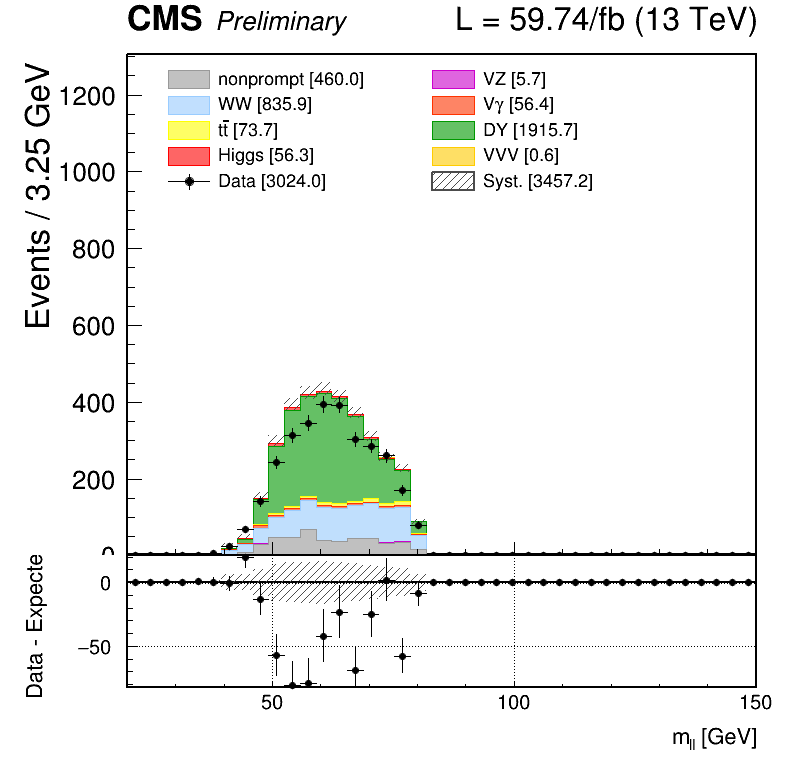 CMS Preliminary L = 59.74/fb (13 TeV)
Events / 3.25 GeV
nonprompt [460.0]
WW [835.9]
tt̄ [73.7]
Higgs [56.3]
Data [3024.0]
VZ [5.7]
Vγ [56.4]
DY [1915.7]
VVV [0.6]
Syst. [3457.2]
1200
1000
800
600
400
200
0
Data - Expecte
0
−50
50 100 150
m_ll [GeV]